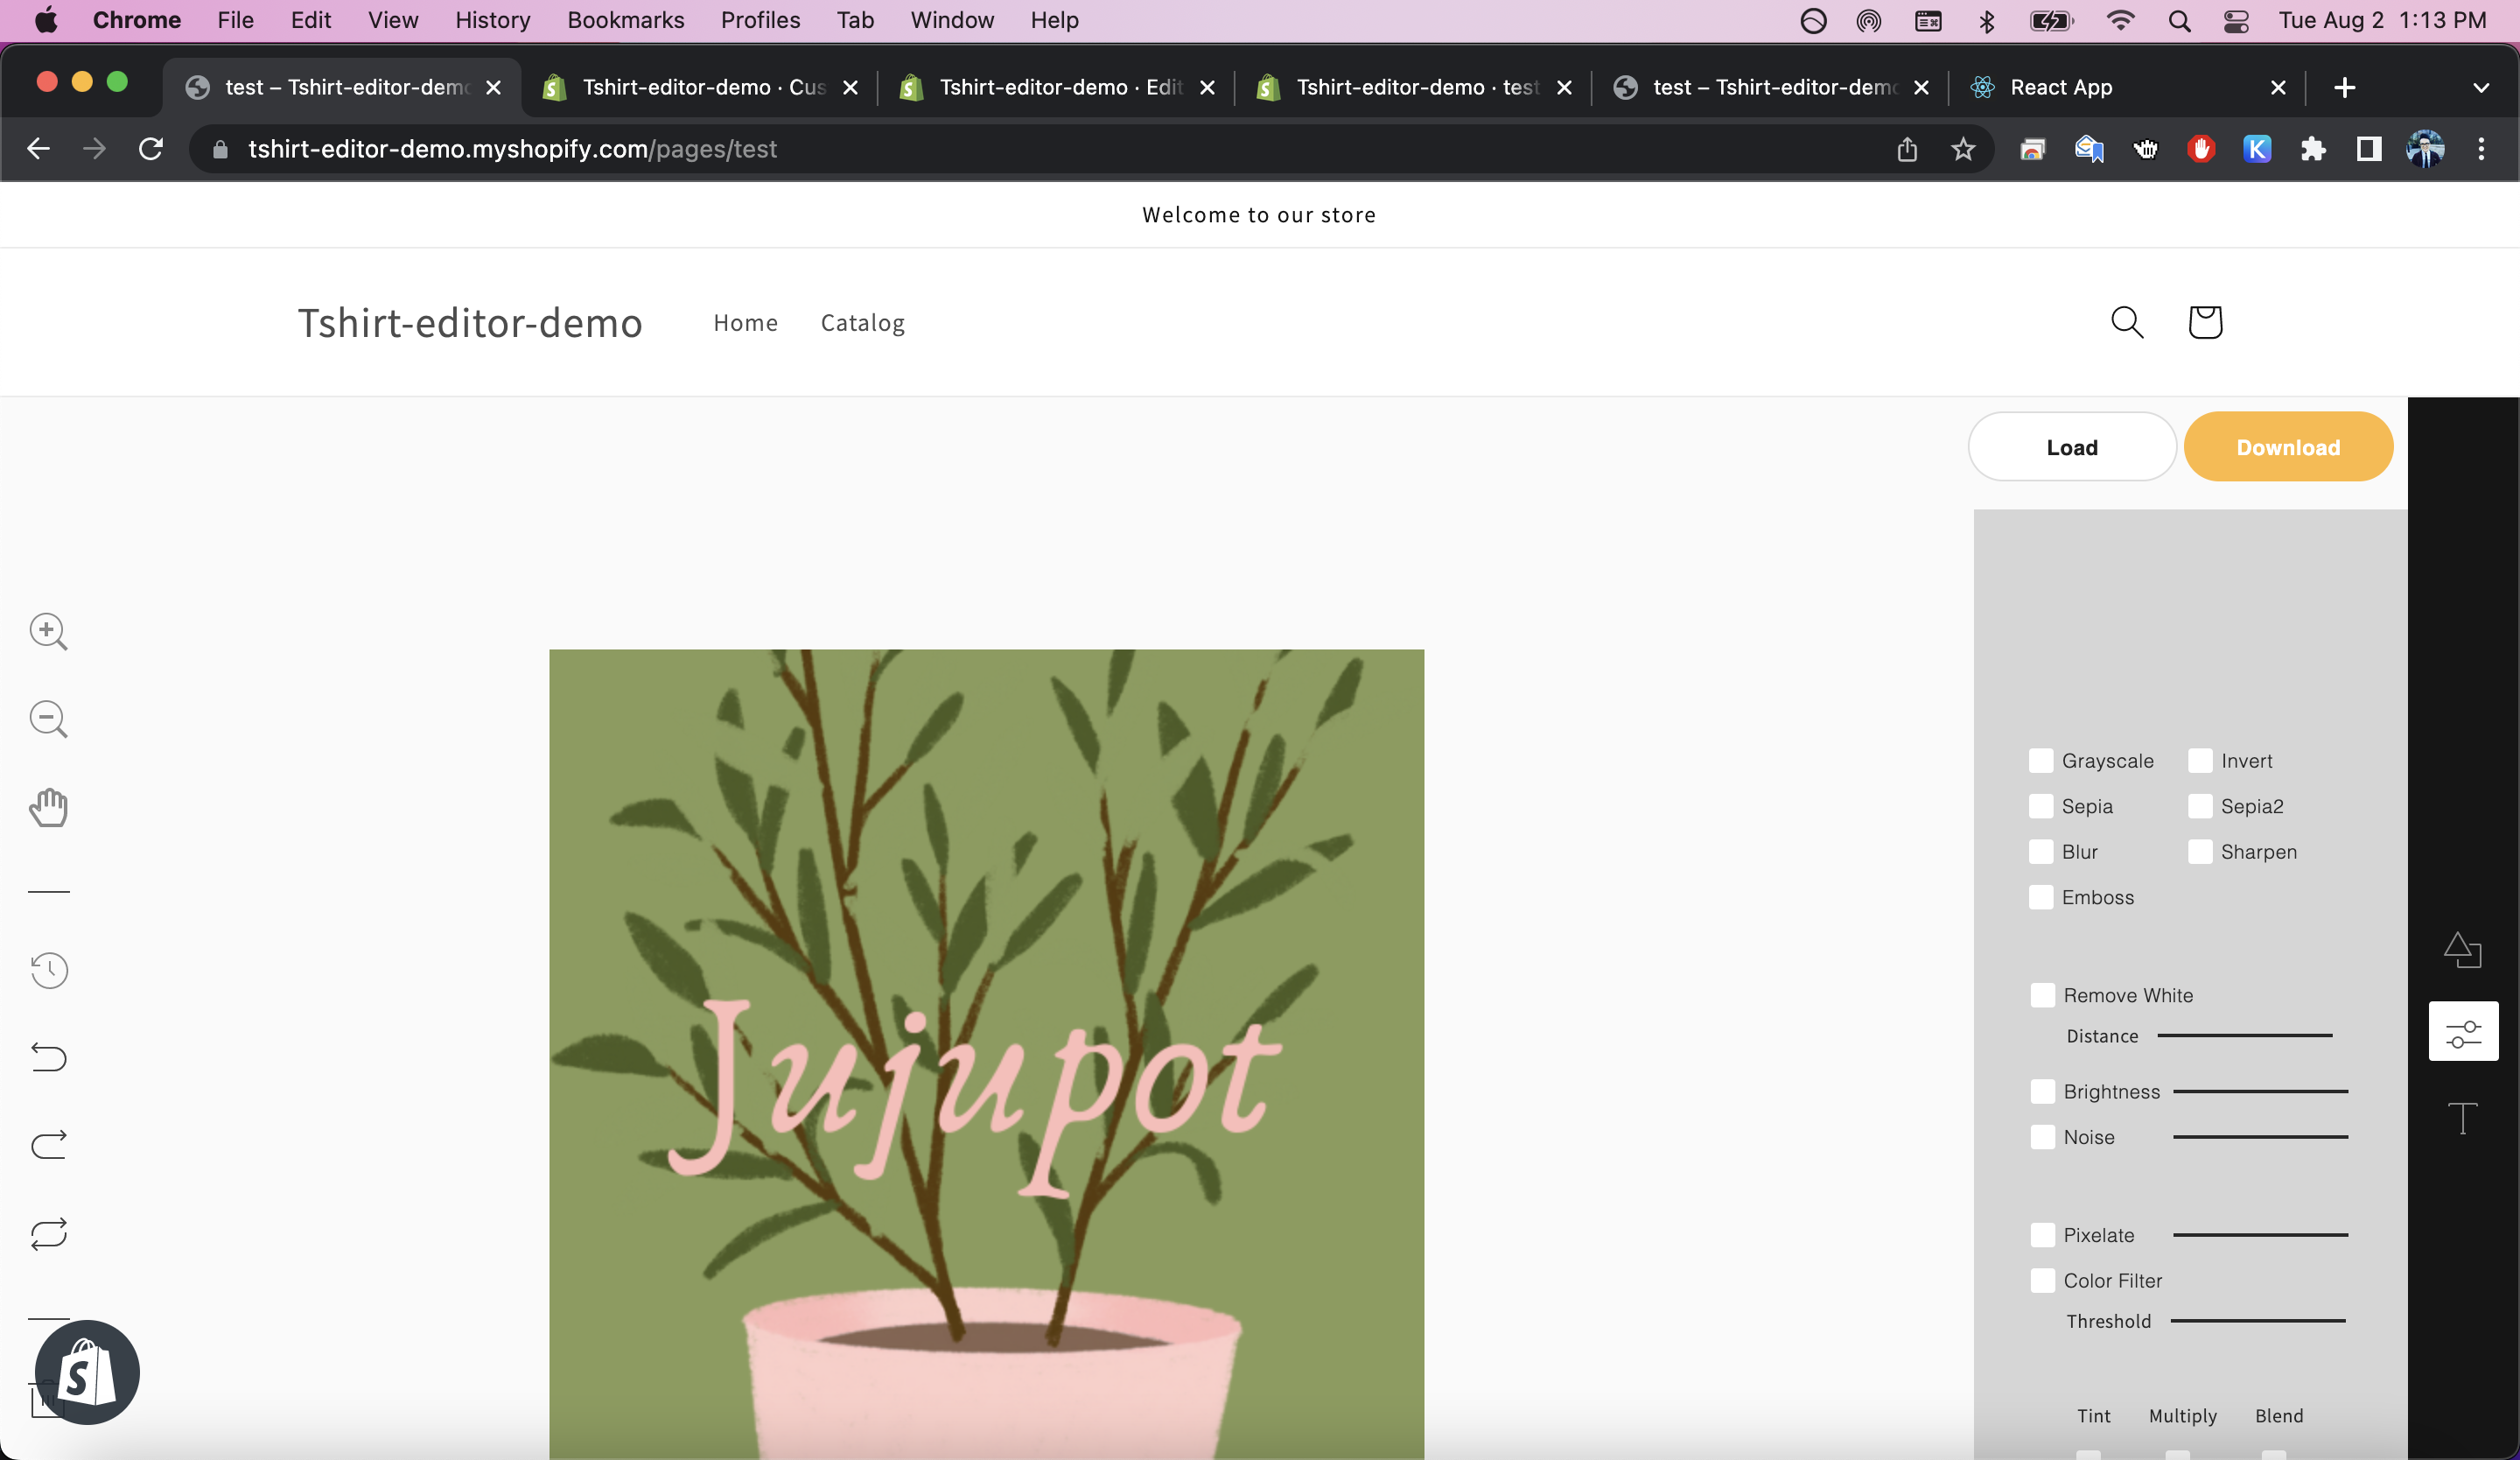 Chrome File Edit View History Bookmarks Profiles Tab Window Help Tue Aug 2 1:13 PM
test – Tshirt-editor-demo Tshirt-editor-demo · Cus Tshirt-editor-demo · Edit Tshirt-editor-demo · test test – Tshirt-editor-demo React App
tshirt-editor-demo.myshopify.com/pages/test
Welcome to our store
Tshirt-editor-demo Home Catalog
Load Download
Grayscale Invert
Sepia Sepia2
Blur Sharpen
Emboss
Remove White
Distance
Brightness
Noise
Pixelate
Color Filter
Threshold
Tint Multiply Blend
Jujupot